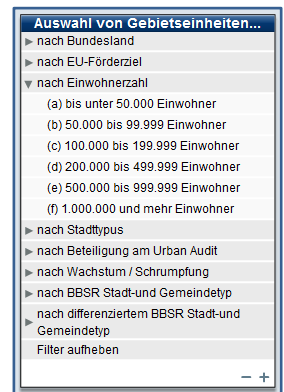 Auswahl von Gebietseinheiten...
nach Bundesland
nach EU-Förderziel
nach Einwohnerzahl
(a) bis unter 50.000 Einwohner
(b) 50.000 bis 99.999 Einwohner
(c) 100.000 bis 199.999 Einwohner
(d) 200.000 bis 499.999 Einwohner
(e) 500.000 bis 999.999 Einwohner
(f) 1.000.000 und mehr Einwohner
nach Stadttypus
nach Beteiligung am Urban Audit
nach Wachstum / Schrumpfung
nach BBSR Stadt-und Gemeindetyp
nach differenziertem BBSR Stadt-und
Gemeindetyp
Filter aufheben